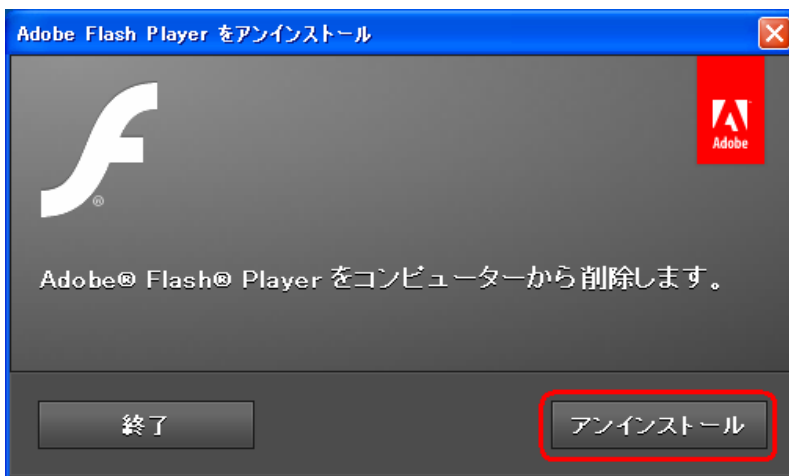 Adobe Flash Player をアンインストール
Adobe
®
Adobe® Flash® Player をコンピューターから削除します。
終了
アンインストール